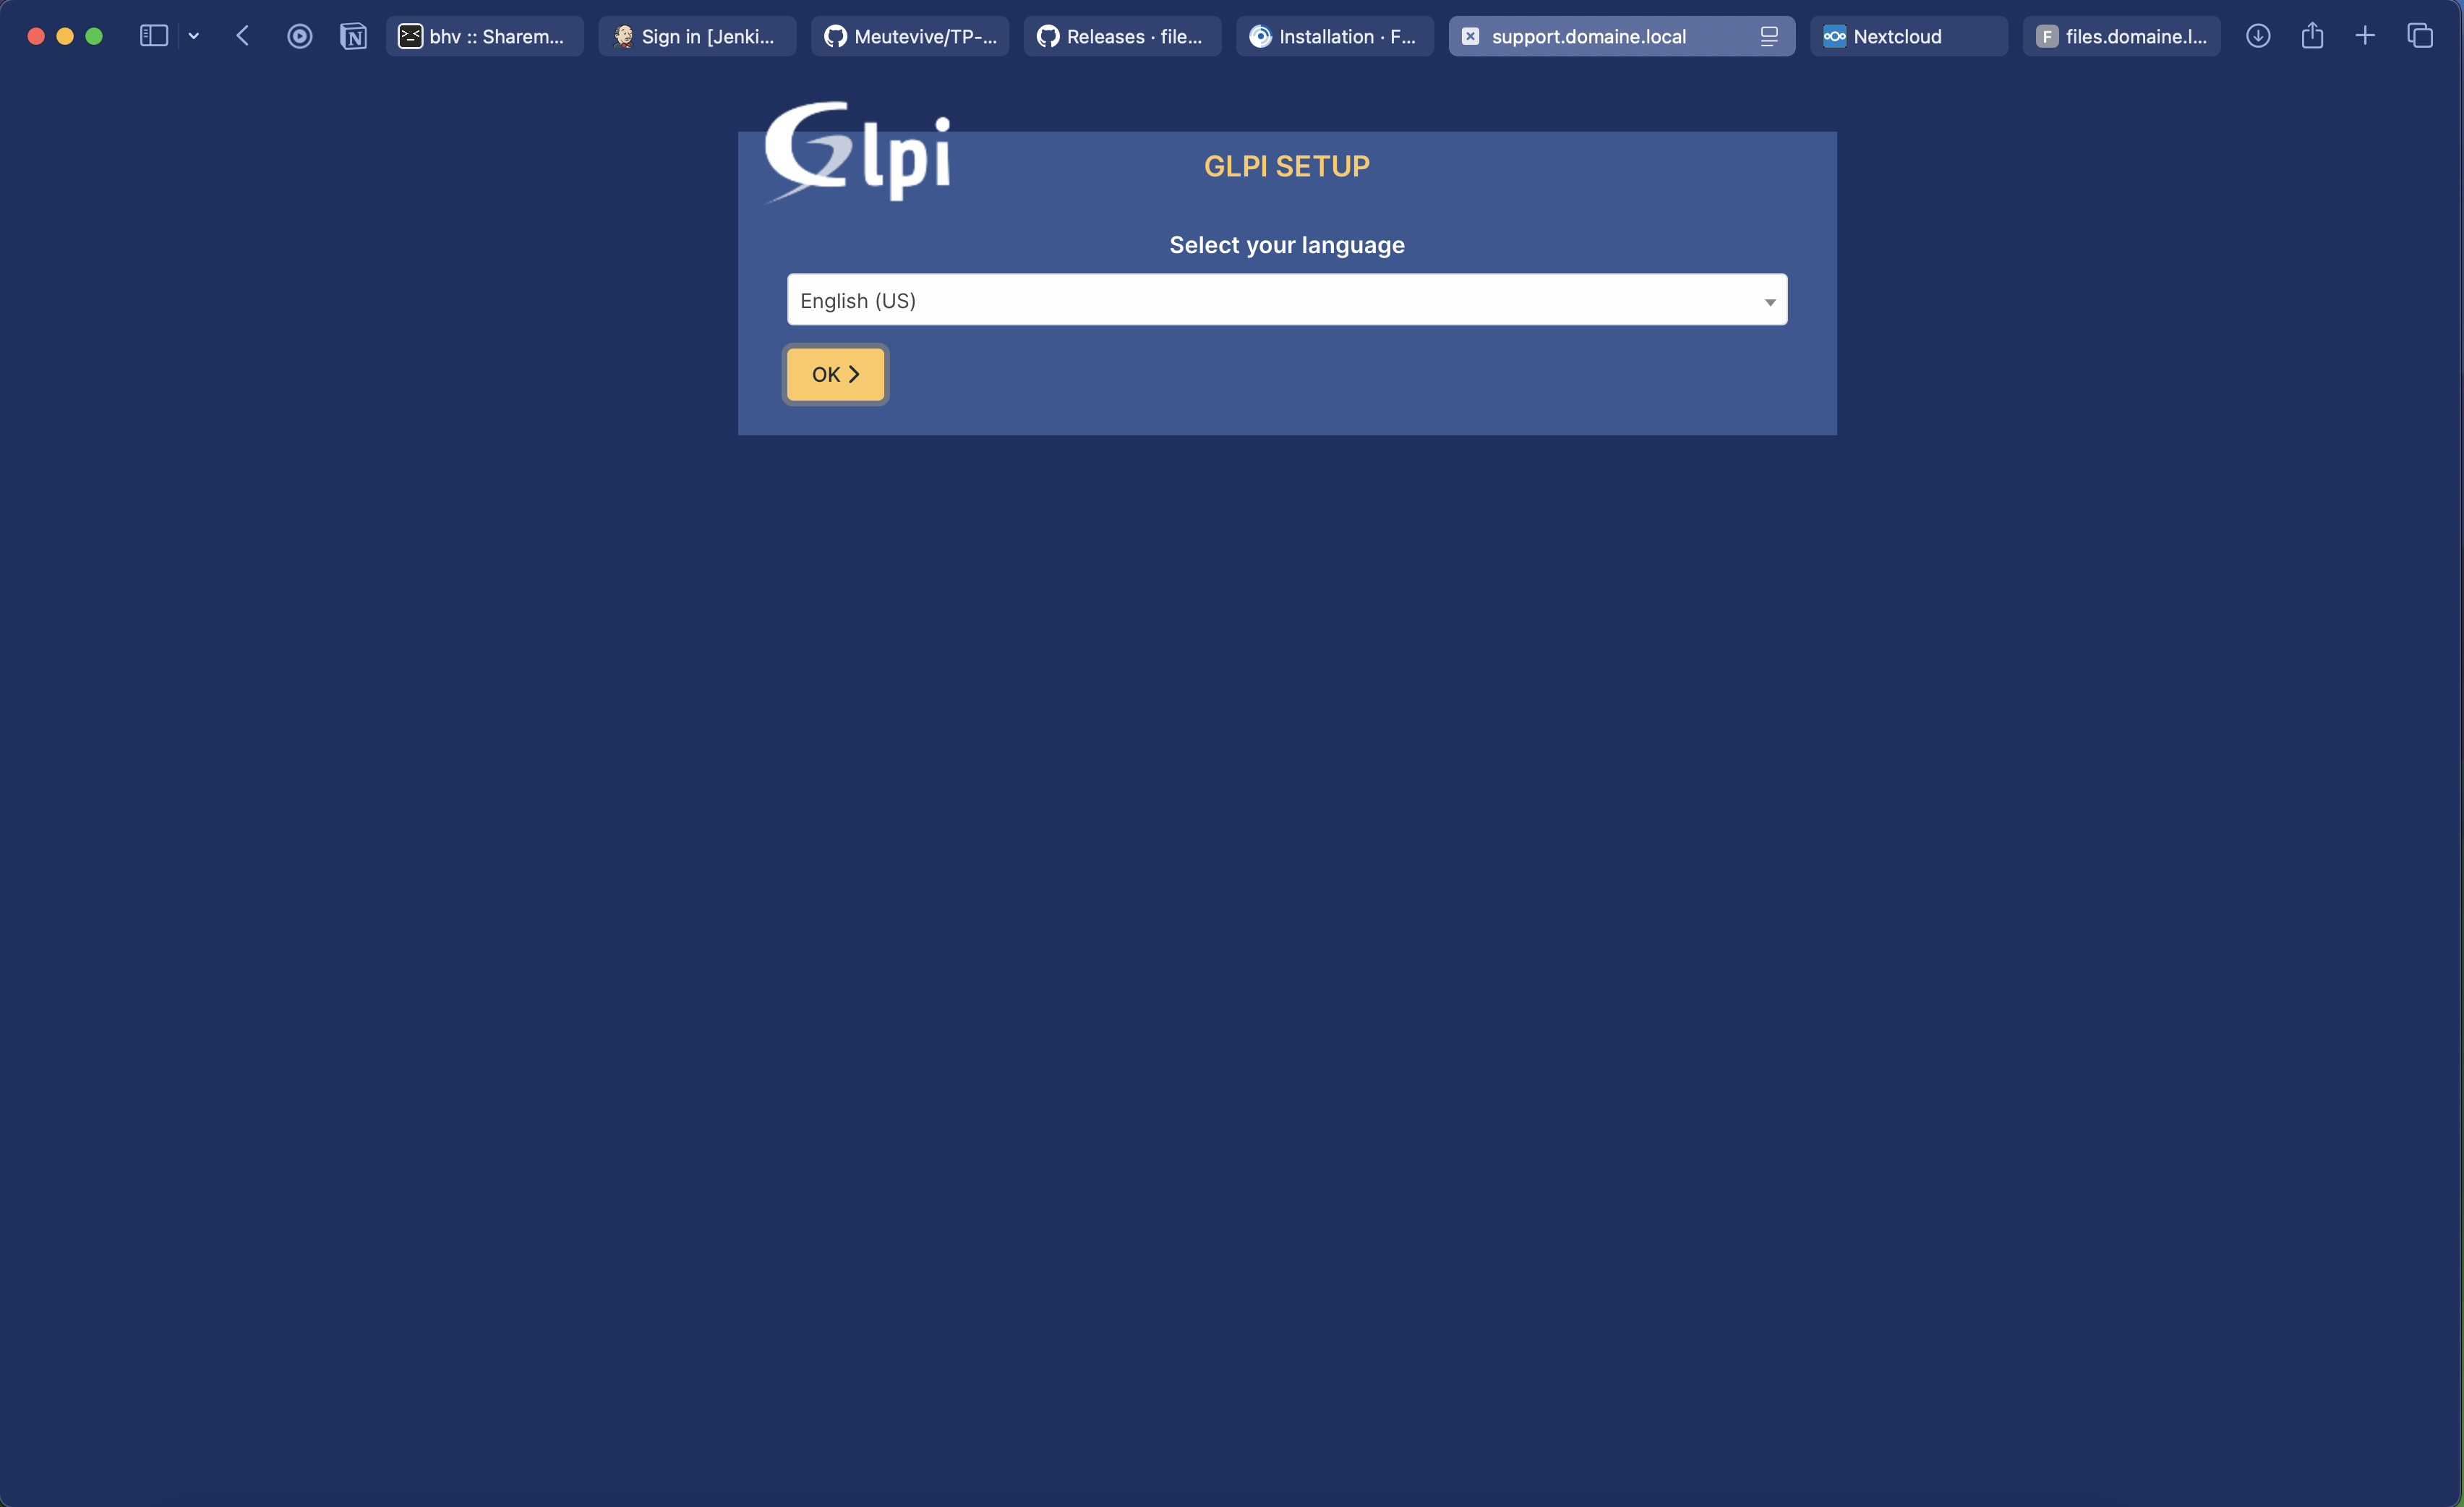 bhv :: Sharem...
Sign in [Jenki...
Meutevive/TP-...
Releases · file...
Installation · F...
support.domaine.local
Nextcloud
F files.domaine.l...
Glpi
GLPI SETUP
Select your language
English (US)
OK